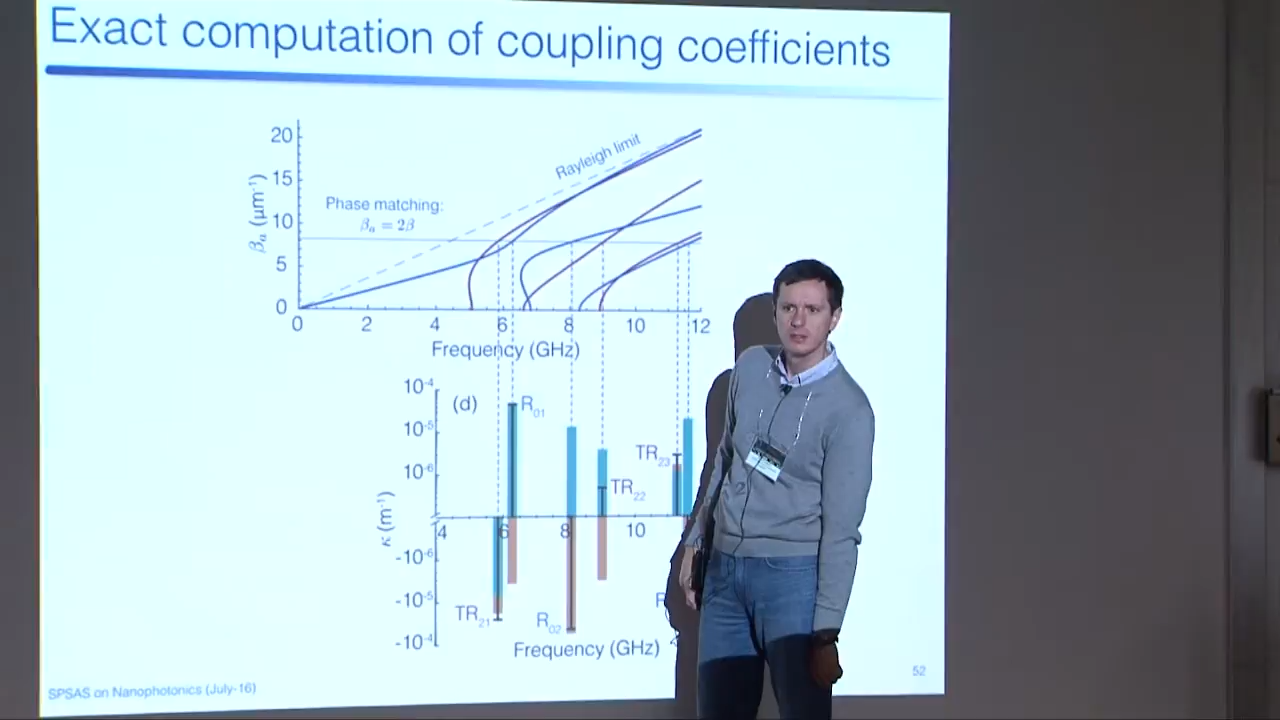 Exact computation of coupling coefficients
20
15
10
5
0
βₐ (μm⁻¹)
Rayleigh limit
Phase matching:
βₐ = 2β
0 2 4 6 8 10 12
Frequency (GHz)
10⁻⁴
10⁻⁵
10⁻⁶
(d)
R₀₁
TR₂₃
TR₂₂
κ (m⁻¹)
4 6 8 10
-10⁻⁶
-10⁻⁵
-10⁻⁴
TR₂₁
R₀₂
R
Frequency (GHz)
SPSAS on Nanophotonics (July-16)
52